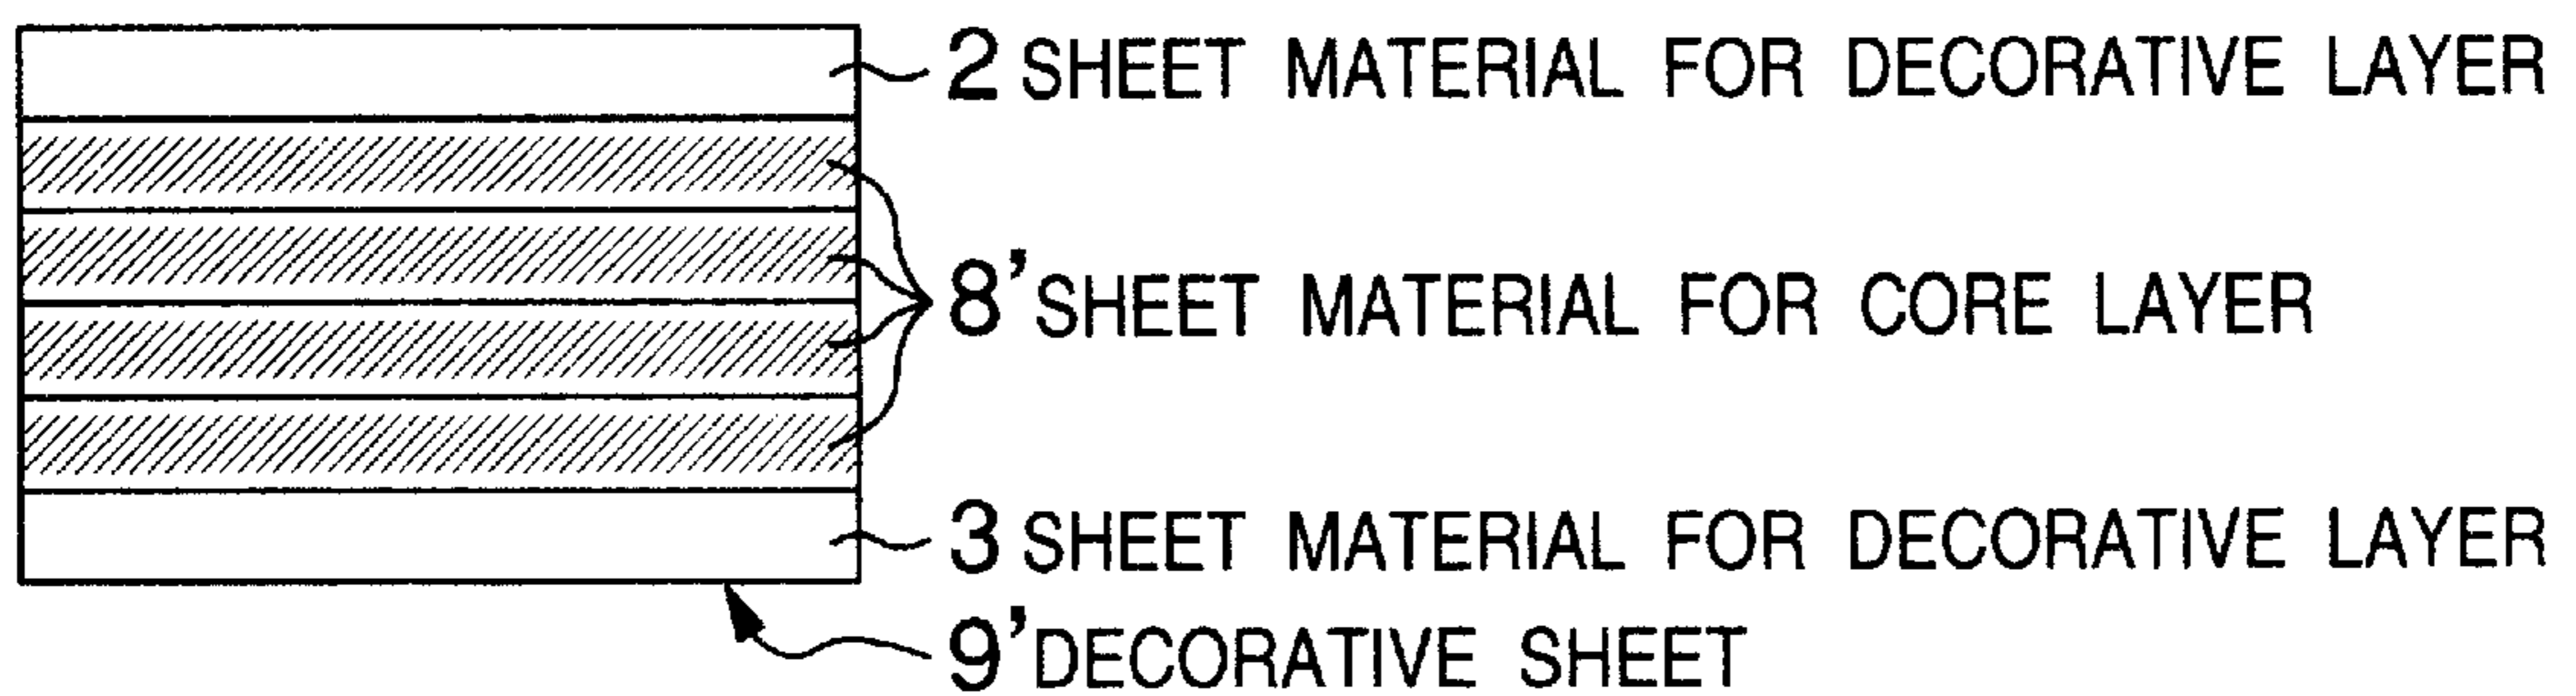 2 SHEET MATERIAL FOR DECORATIVE LAYER
8' SHEET MATERIAL FOR CORE LAYER
3 SHEET MATERIAL FOR DECORATIVE LAYER
9' DECORATIVE SHEET